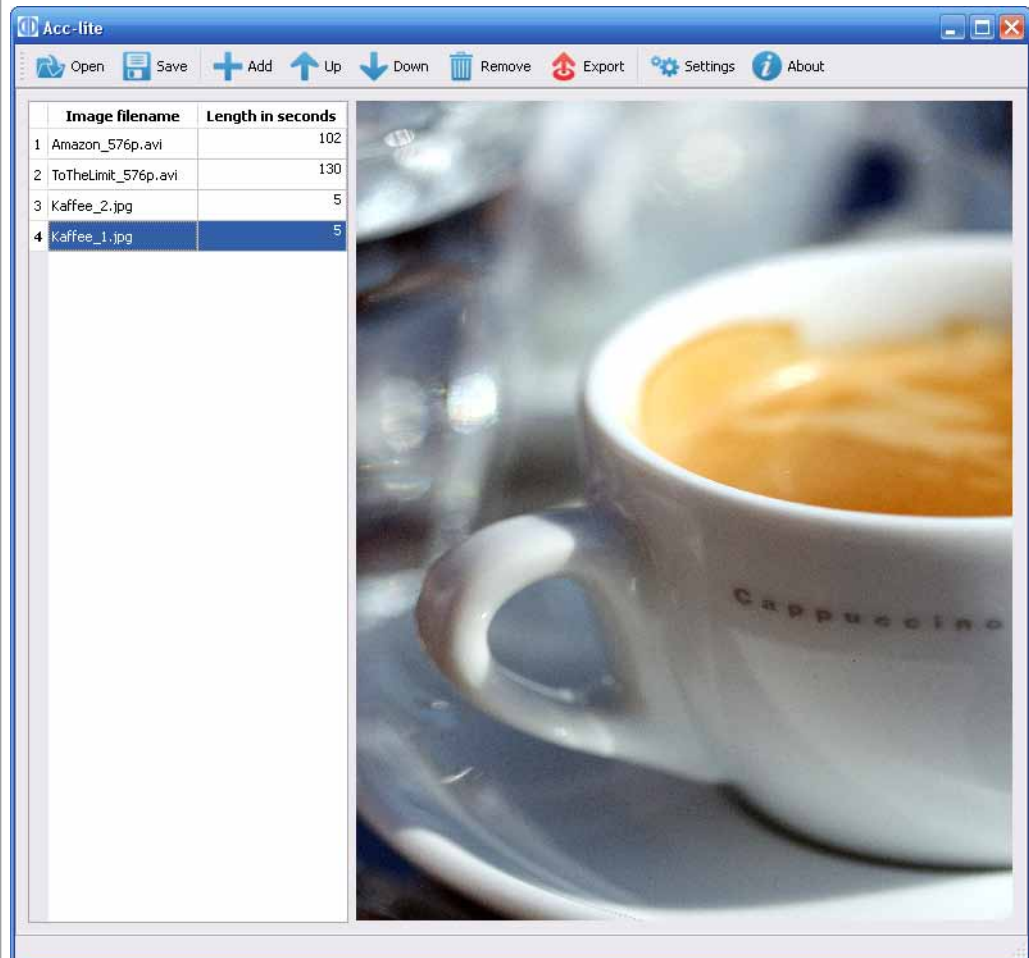 Acc-lite
Open Save Add Up Down Remove Export Settings About
Image filename Length in seconds
1 Amazon_576p.avi 102
2 ToTheLimit_576p.avi 130
3 Kaffee_2.jpg 5
4 Kaffee_1.jpg 5
Cappuccino